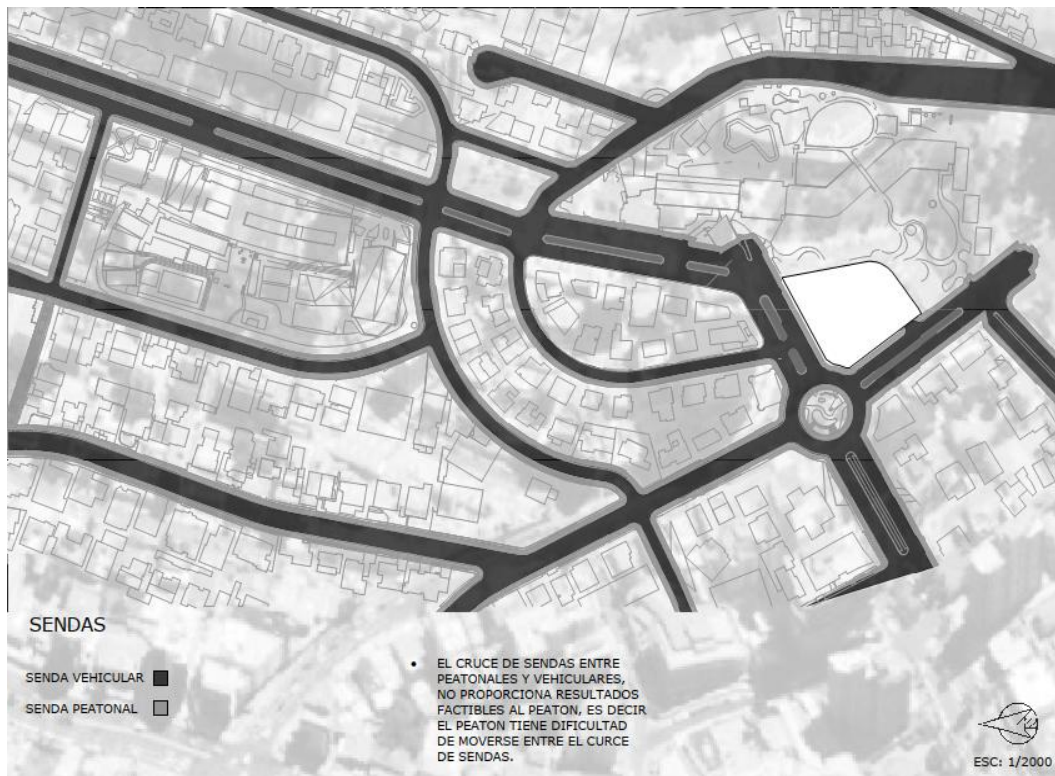 SENDAS
SENDA VEHICULAR
SENDA PEATONAL
• EL CRUCE DE SENDAS ENTRE
PEATONALES Y VEHICULARES,
NO PROPORCIONA RESULTADOS
FACTIBLES AL PEATON, ES DECIR
EL PEATON TIENE DIFICULTAD
DE MOVERSE ENTRE EL CURCE
DE SENDAS.
ESC: 1/2000